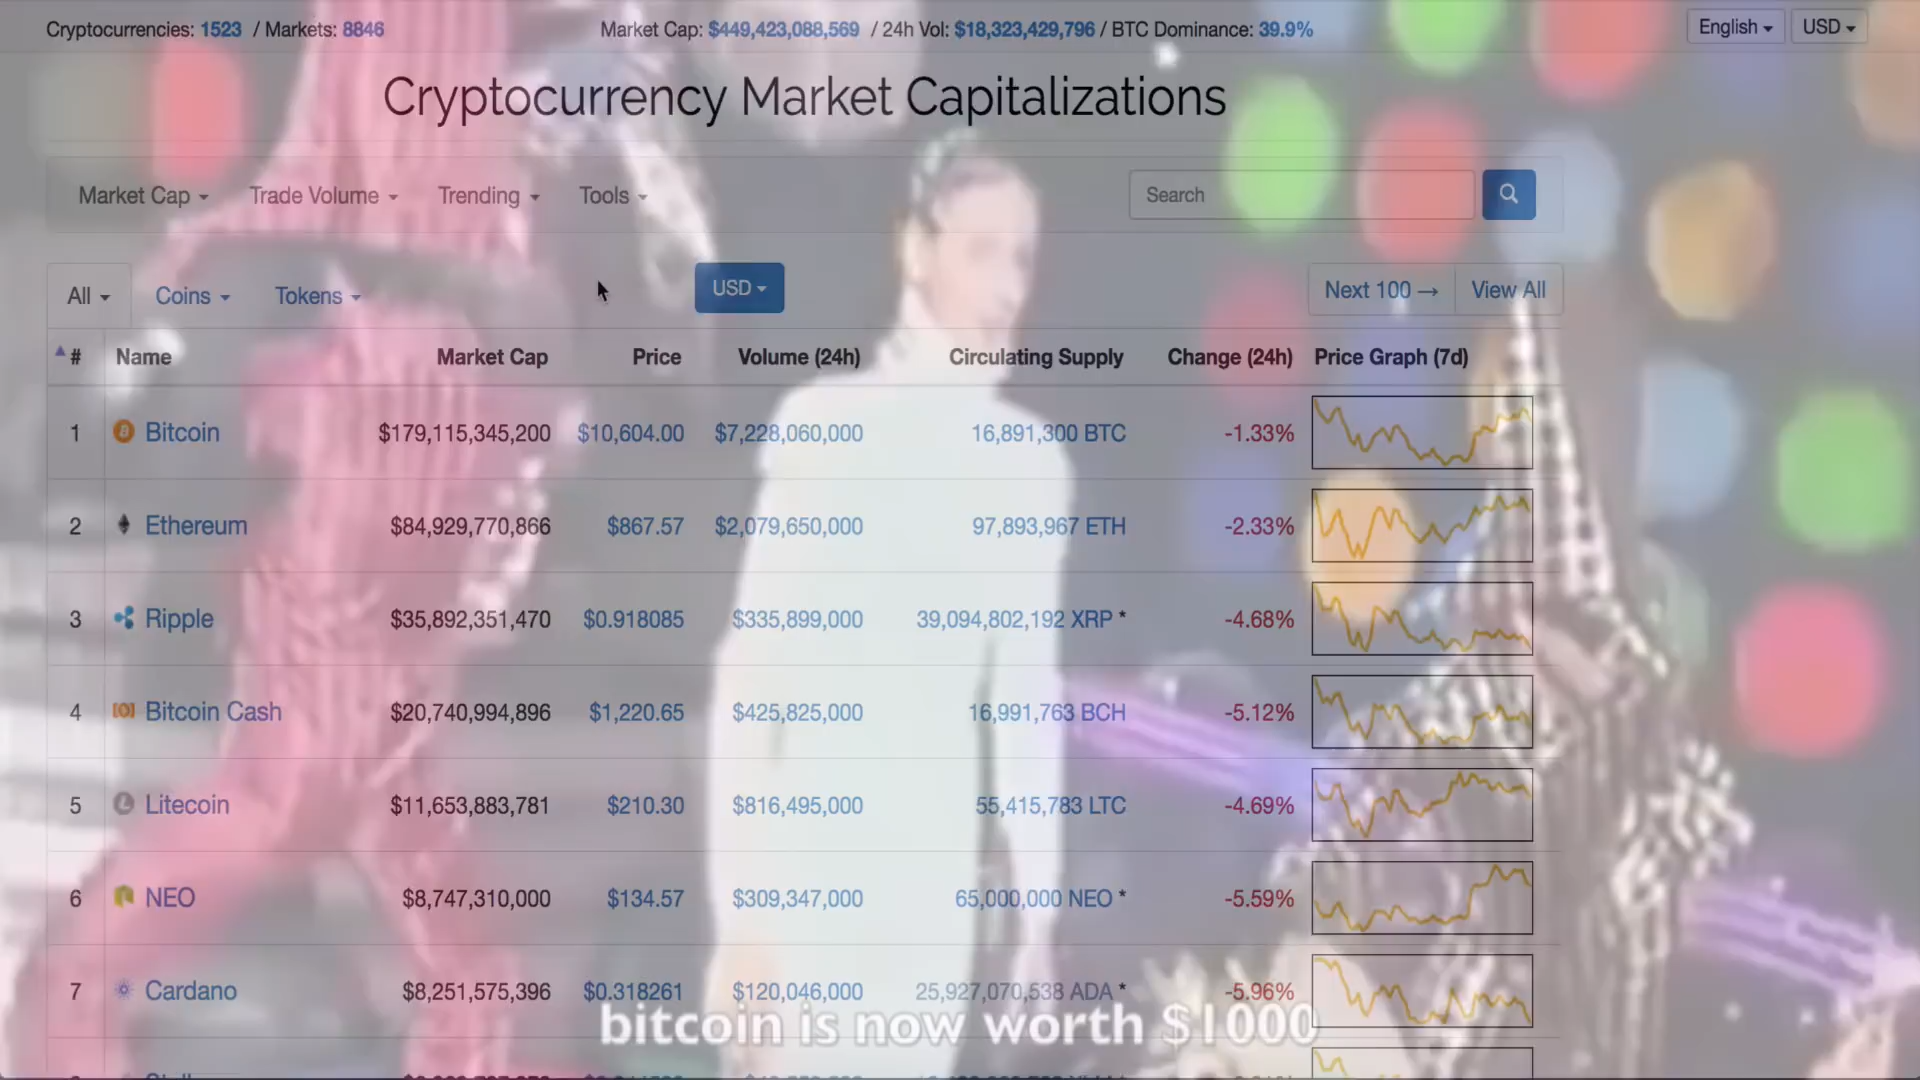 Cryptocurrencies: 1523 / Markets: 8846 Market Cap: $449,423,088,569 / 24h Vol: $18,323,429,796 / BTC Dominance: 39.9% English USD
Cryptocurrency Market Capitalizations
Market Cap Trade Volume Trending Tools Search
All Coins Tokens USD Next 100 → View All
# Name Market Cap Price Volume (24h) Circulating Supply Change (24h) Price Graph (7d)
1 Bitcoin $179,115,345,200 $10,604.00 $7,228,060,000 16,891,300 BTC -1.33%
2 Ethereum $84,929,770,866 $867.57 $2,079,650,000 97,893,967 ETH -2.33%
3 Ripple $35,892,351,470 $0.918085 $335,899,000 39,094,802,192 XRP * -4.68%
4 Bitcoin Cash $20,740,994,896 $1,220.65 $425,825,000 16,991,763 BCH -5.12%
5 Litecoin $11,653,883,781 $210.30 $816,495,000 55,415,783 LTC -4.69%
6 NEO $8,747,310,000 $134.57 $309,347,000 65,000,000 NEO * -5.59%
7 Cardano $8,251,575,396 $0.318261 $120,046,000 25,927,070,538 ADA * -5.96%
bitcoin is now worth $1000